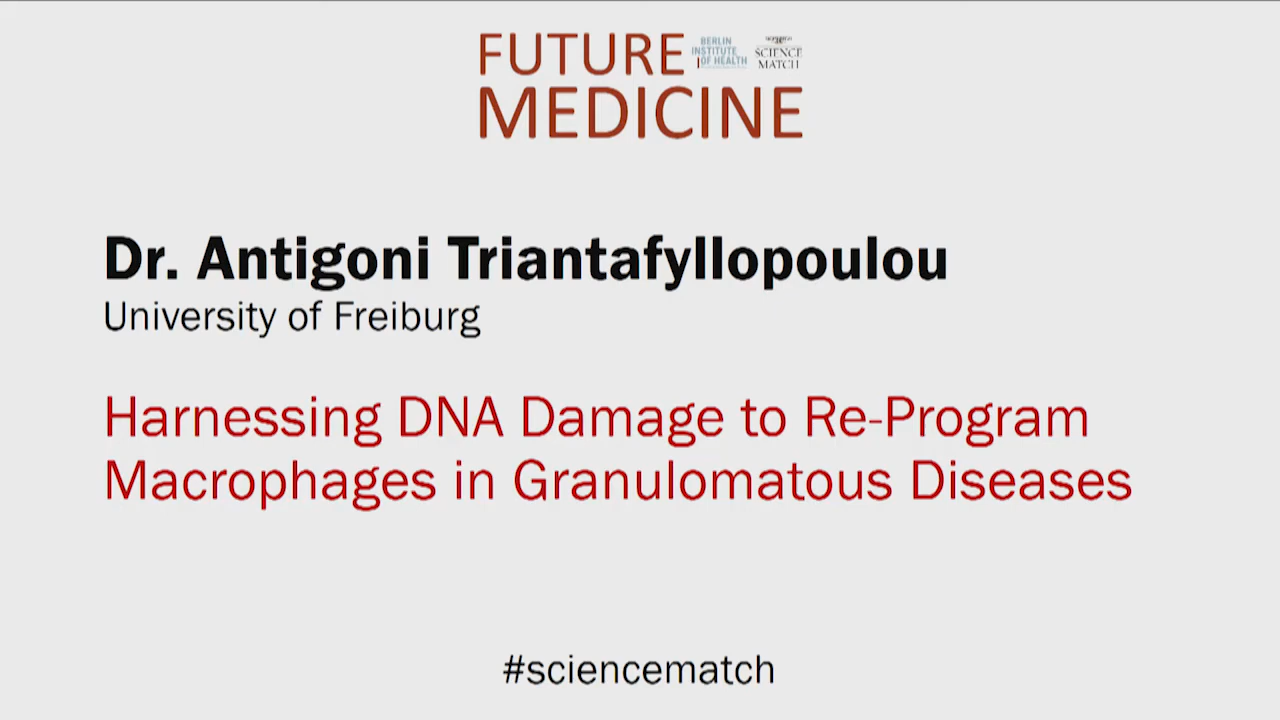 FUTURE
BERLIN
INSTITUTE
OF HEALTH
SCIENCE
MATCH
MEDICINE
Dr. Antigoni Triantafyllopoulou
University of Freiburg
Harnessing DNA Damage to Re-Program
Macrophages in Granulomatous Diseases
#sciencematch